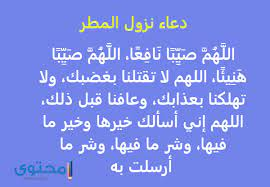 دعاء نزول المطر
اللَّهُمَّ صَيِّبًا نَافِعًا، اللَّهُمَّ صَيِّبًا
هَنِيئًا، اللهم لا تقتلنا بغضبك، ولا
تهلكنا بعذابك، وعافنا قبل ذلك،
اللهم إني أسألك خيرها وخير ما
فيها، وشر ما فيها، وشر ما
أرسلت به
محتوى